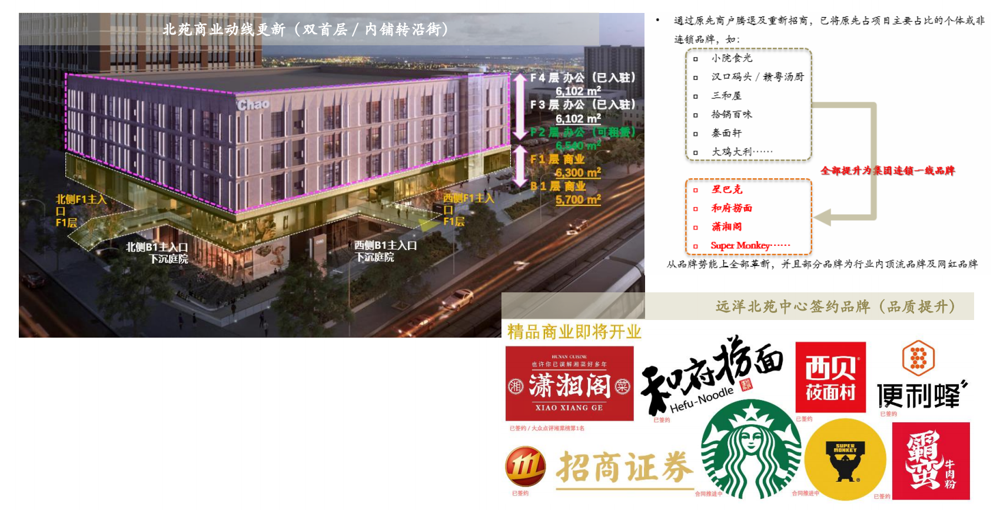 北苑商业动线更新（双首层 / 内铺转沿街）
Chao
F 4 层 办公（已入驻）
6,102 m²
F 3 层 办公（已入驻）
6,102 m²
F 2 层 办公（可租赁）
6,540 m²
F 1 层 商业
6,300 m²
B 1 层 商业
5,700 m²
北侧F1主入
口
F1层
北侧B1主入口
下沉庭院
西侧F1主入
口
F1层
西侧B1主入口
下沉庭院
• 通过原先商户腾退及重新招商，已将原先占项目主要占比的个体或非
连锁品牌，如：
小院食光
汉口码头 / 赣粤汤厨
三和屋
拾锅百味
秦面轩
大鸡大利……
全部提升为集团连锁一线品牌
星巴克
和府捞面
潇湘阁
Super Monkey……
从品牌势能上全部革新，并且部分品牌为行业内顶流品牌及网红品牌
远洋北苑中心签约品牌（品质提升）
精品商业即将开业
HUNAN CUISINE
也许你已误解湘菜好多年
湘 潇湘阁 菜
XIAO XIANG GE
已签约 / 大众点评湘菜榜第1名
和府捞面
Hefu-Noodle
已签约
西贝®
莜面村
已签约
便利蜂
已签约
招商证券
已签约
合同推进中
SUPER
MONKEY
®
合同推进中
霸蛮
牛肉粉
已签约